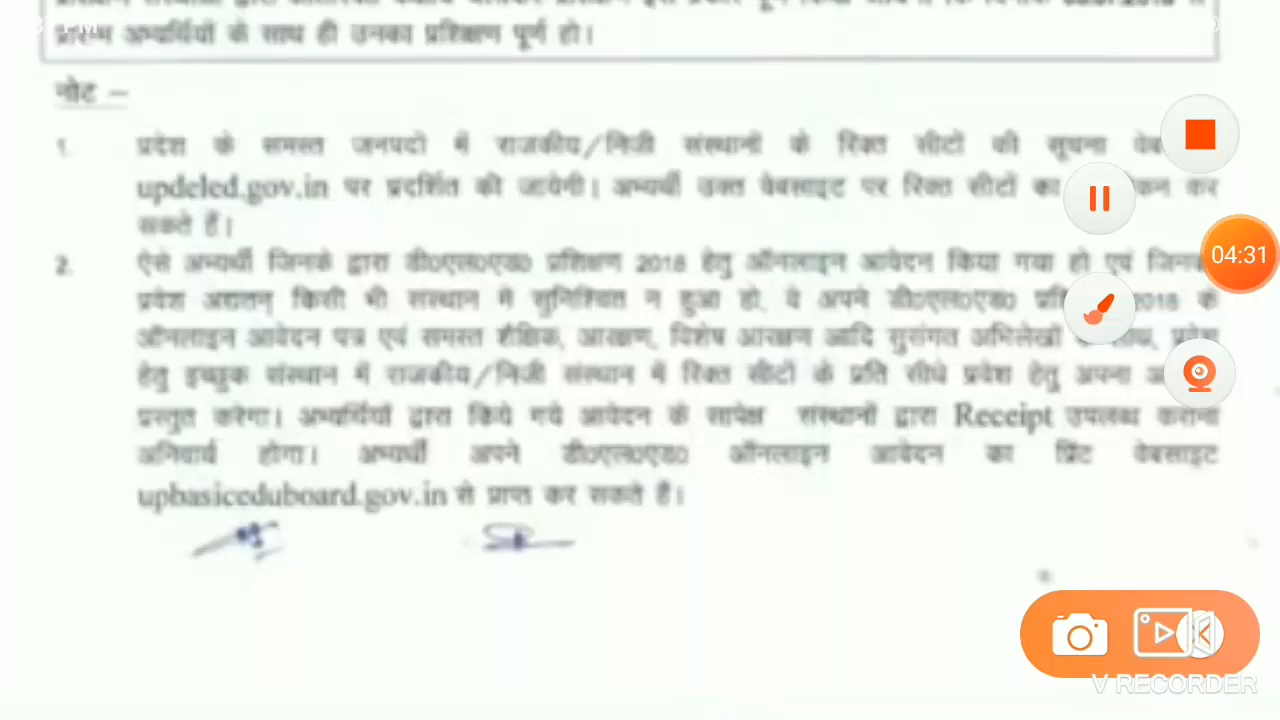 प्रारम्भ अभ्यर्थियों के साथ ही उनका प्रशिक्षण पूर्ण हो।
नोट –
1. प्रदेश के समस्त जनपदो में राजकीय/निजी संस्थानों के रिक्त सीटों की सूचना
updeled.gov.in पर प्रदर्शित की जायेगी। अभ्यर्थी उक्त वेबसाइट पर रिक्त सीटों का कर
सकते हैं।
04:31
2. ऐसे अभ्यर्थी जिनके द्वारा डी0एल0एड0 प्रशिक्षण 2018 हेतु ऑनलाइन आवेदन किया गया हो एवं
प्रवेश अद्यतन् किसी भी संस्थान मे सुनिश्चित न हुआ हो, वे अपने डी0एल0एड0 2018 के
ऑनलाइन आवेदन पत्र एवं समस्त शैक्षिक, आरक्षण, विशेष आरक्षण आदि सुसंगत अभिलेखों
हेतु इच्छुक संस्थान में राजकीय/निजी संस्थान में रिक्त सीटों के प्रति सीधे प्रवेश हेतु अपना
प्रस्तुत करेगा। अभ्यर्थियों द्वारा किये गये आवेदन के सापेक्ष संस्थानों द्वारा Receipt उपलब्ध कराना
अनिवार्य होगा। अभ्यर्थी अपने डी0एल0एड0 ऑनलाइन आवेदन का प्रिंट वेबसाइट
upbasiceduboard.gov.in से प्राप्त कर सकते हैं।
V RECORDER